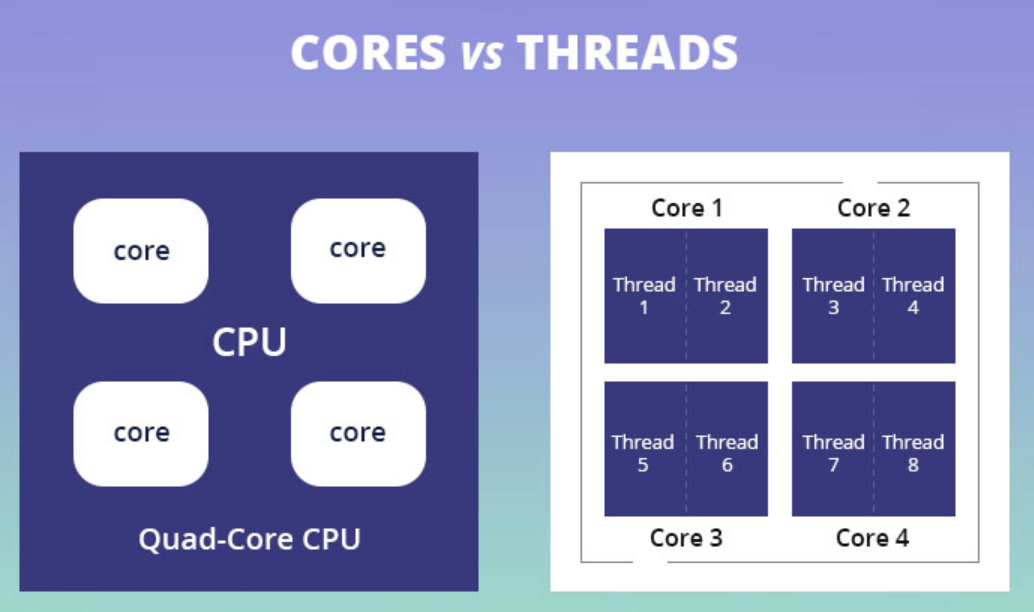 CORES vs THREADS
core
core
CPU
core
core
Quad-Core CPU
Core 1
Core 2
Thread
1
Thread
2
Thread
3
Thread
4
Thread
5
Thread
6
Thread
7
Thread
8
Core 3
Core 4